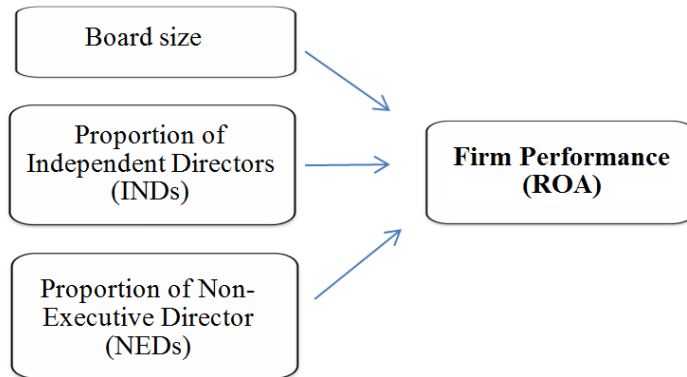 Board size
Proportion of
Independent Directors
(INDs)
Firm Performance
(ROA)
Proportion of Non-
Executive Director
(NEDs)